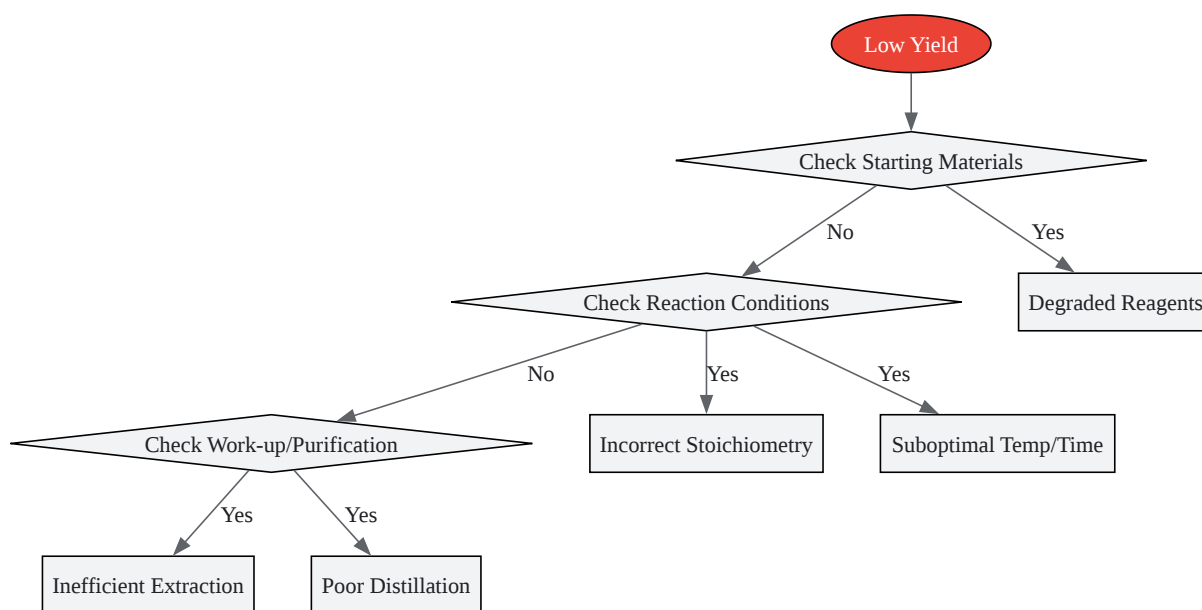 Low Yield
Check Starting Materials
No
Yes
Check Reaction Conditions
Degraded Reagents
No
Yes
Yes
Check Work-up/Purification
Incorrect Stoichiometry
Suboptimal Temp/Time
Yes
Yes
Inefficient Extraction
Poor Distillation